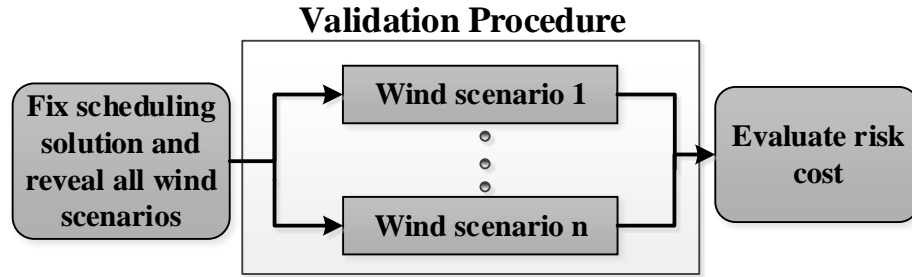 Validation Procedure
Fix scheduling
solution and
reveal all wind
scenarios
Wind scenario 1
Wind scenario n
Evaluate risk
cost